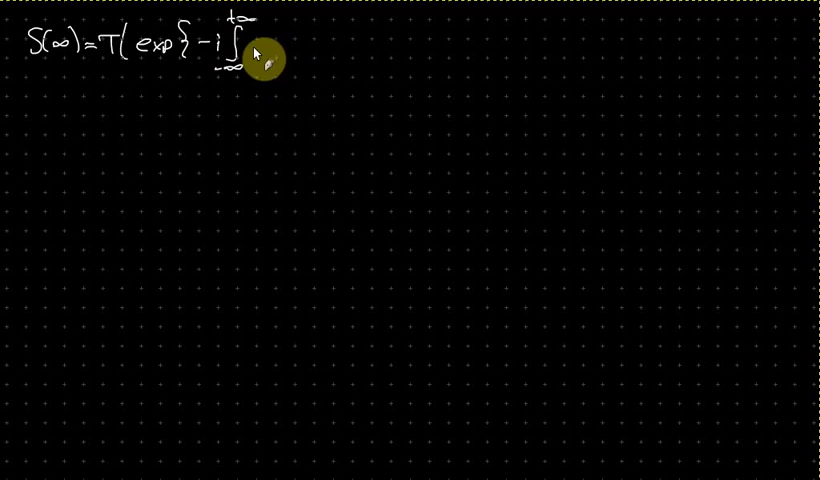 S(∞)=T( exp{ -i ∫_{-∞}^{+∞}